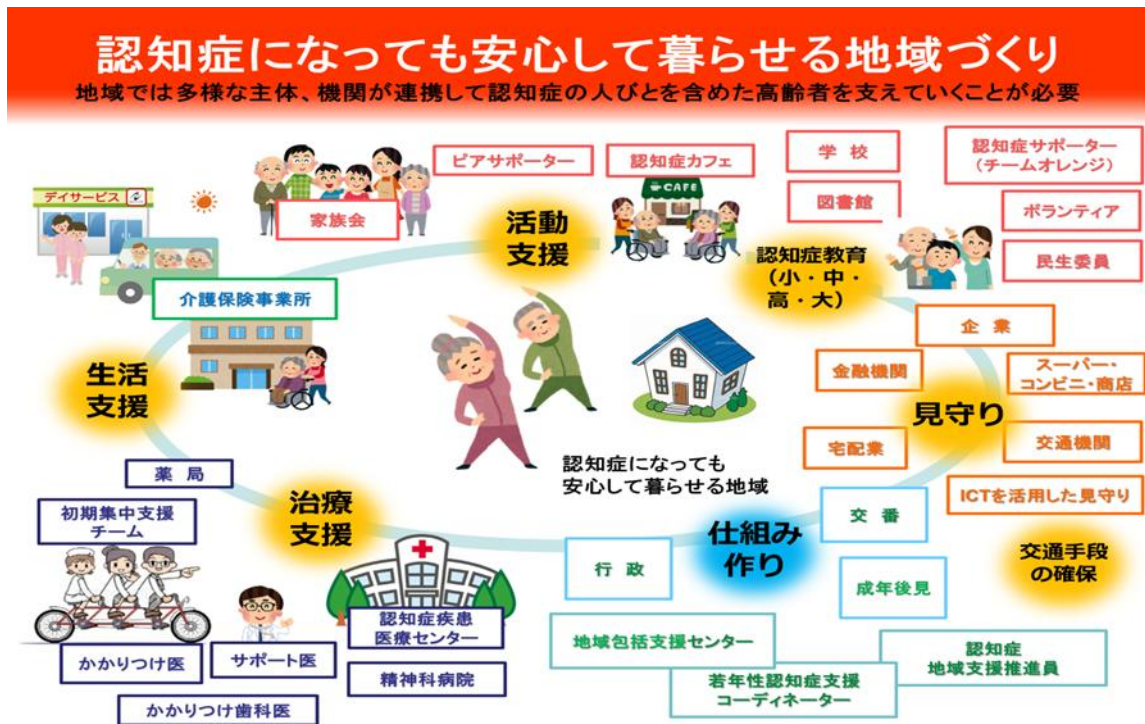 認知症になっても安心して暮らせる地域づくり
地域では多様な主体、機関が連携して認知症の人びとを含めた高齢者を支えていくことが必要
デイサービス
家族会
ピアサポーター
認知症カフェ
CAFE
学校
図書館
認知症サポーター
(チームオレンジ)
ボランティア
民生委員
活動
支援
認知症教育
(小・中・
高・大)
介護保険事業所
生活
支援
企業
金融機関
スーパー・
コンビニ・商店
見守り
宅配業
交通機関
ICTを活用した見守り
認知症になっても
安心して暮らせる地域
薬局
初期集中支援
チーム
治療
支援
仕組み
作り
交番
行政
成年後見
交通手段
の確保
認知症疾患
医療センター
かかりつけ医
サポート医
精神科病院
かかりつけ歯科医
地域包括支援センター
若年性認知症支援
コーディネーター
認知症
地域支援推進員